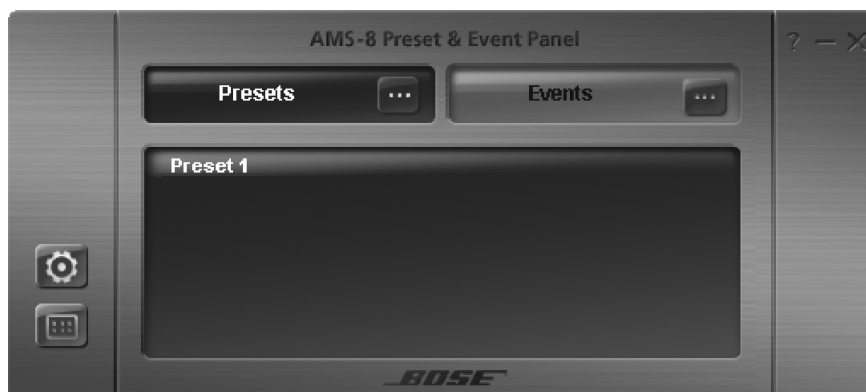 AMS-8 Preset & Event Panel
? — ×
Presets ... Events ...
Preset 1
BOSE